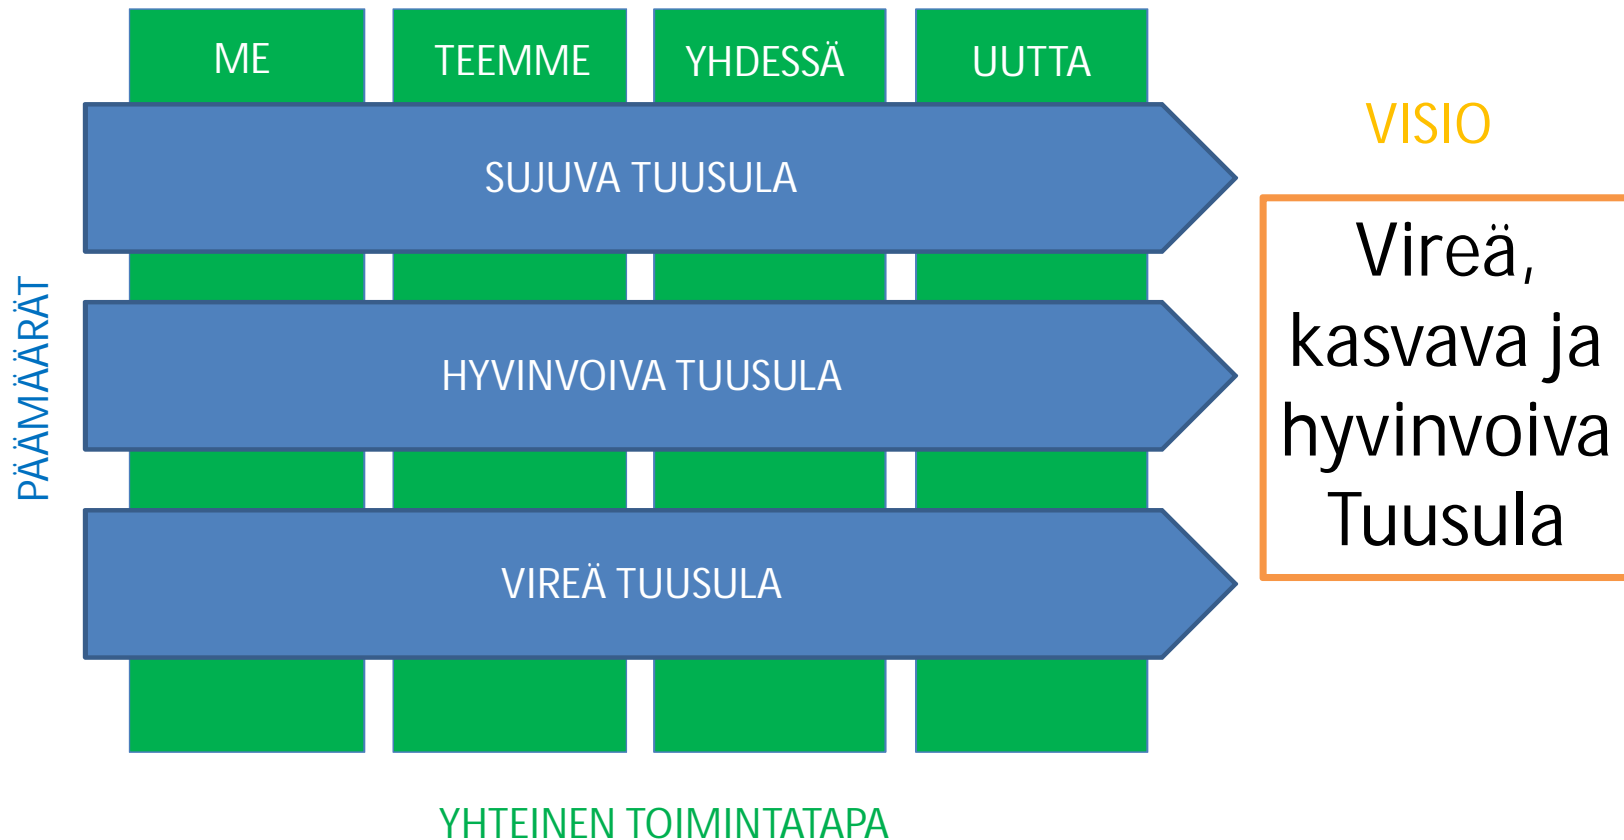 ME
TEEMME
YHDESSÄ
UUTTA
VISIO
SUJUVA TUUSULA
HYVINVOIVA TUUSULA
VIREÄ TUUSULA
PÄÄMÄÄRÄT
Vireä,
kasvava ja
hyvinvoiva
Tuusula
YHTEINEN TOIMINTATAPA